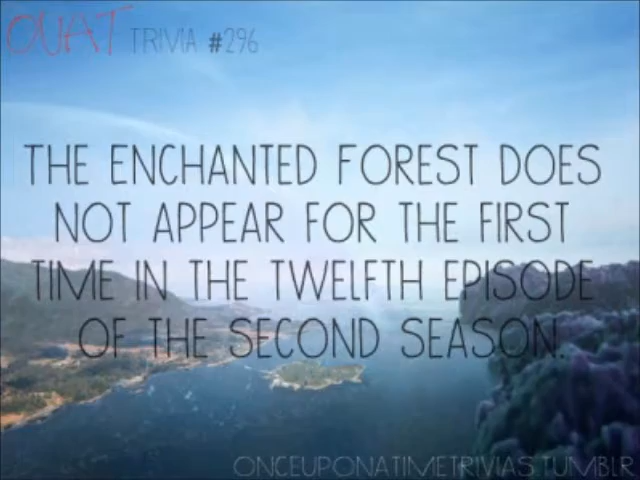 OUAT TRIVIA #296
THE ENCHANTED FOREST DOES
NOT APPEAR FOR THE FIRST
TIME IN THE TWELFTH EPISODE
OF THE SECOND SEASON.
ONCEUPONATIMETRIVIAS.TUMBLR